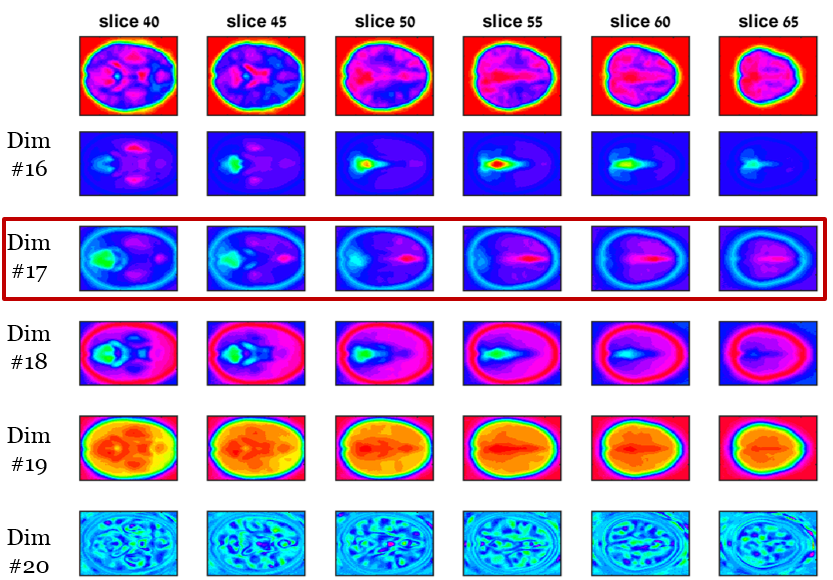 slice 40 slice 45 slice 50 slice 55 slice 60 slice 65
Dim
#16
Dim
#17
Dim
#18
Dim
#19
Dim
#20